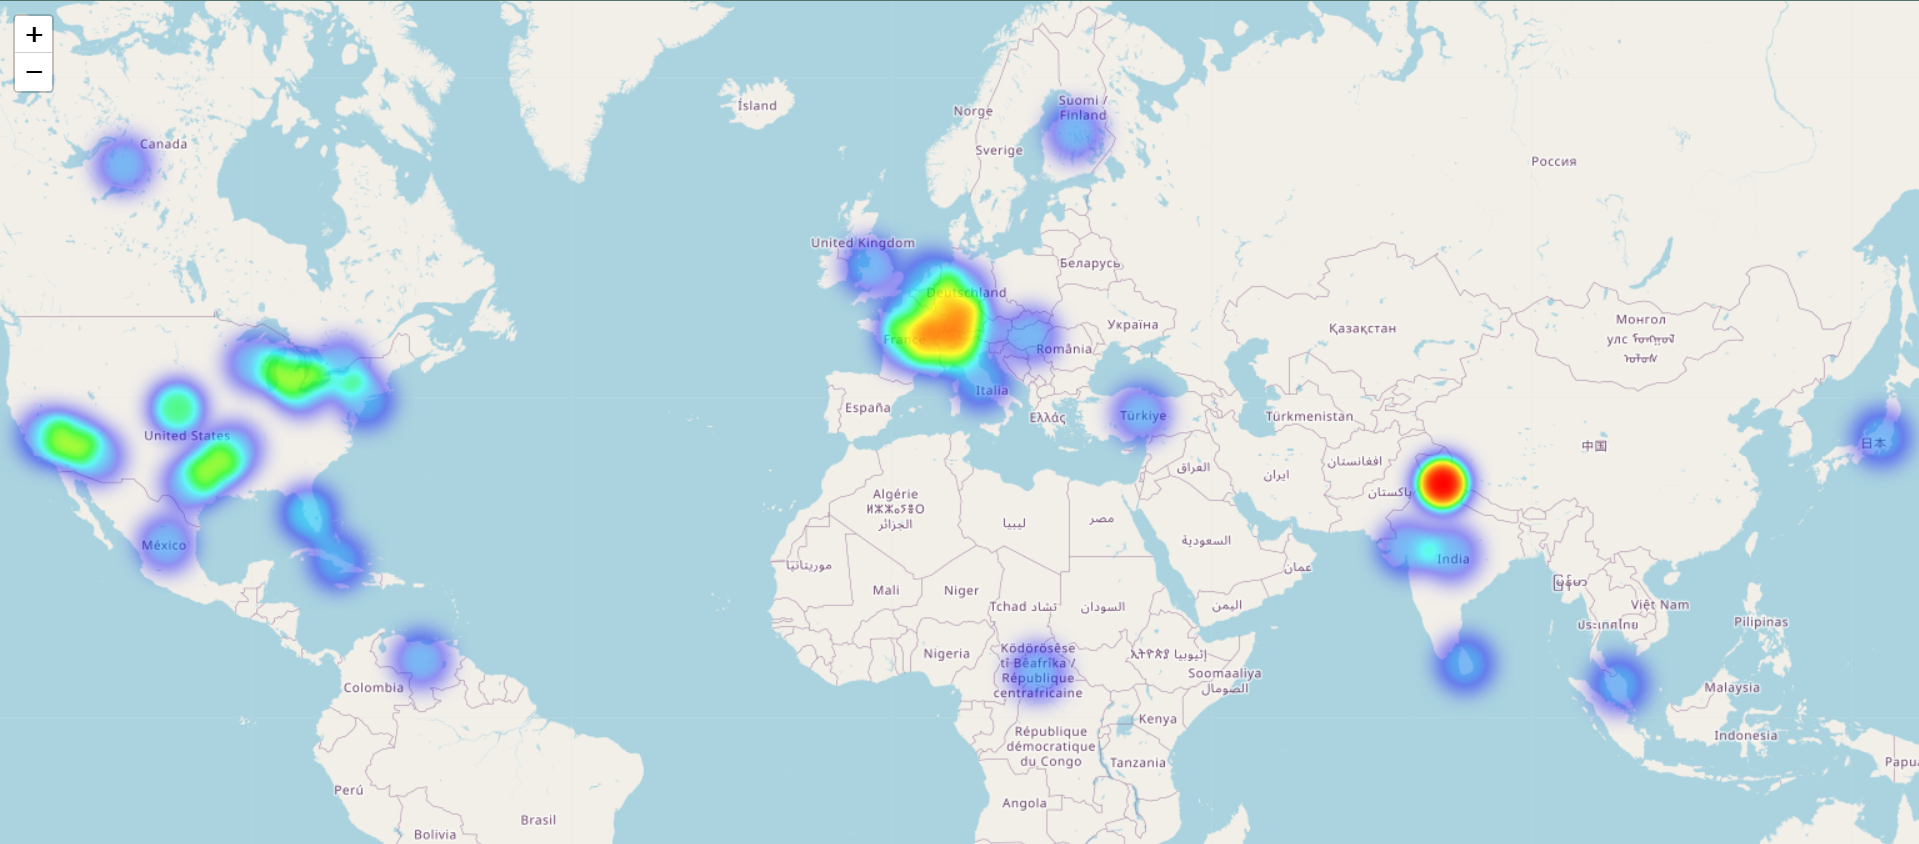 +
−
Ísland
Norge
Suomi /
Finland
Sverige
Canada
Россия
United Kingdom
Беларусь
Deutschland
Україна
France
România
Қазақстан
Монгол
улс
Italia
España
Ελλάς
Türkiye
Türkmenistan
United States
中国
日本
افغانستان
العراق
ایران
پاکستان
Algérie
ⵍⵣⵣⴰⵢⴻⵔ
الجزائر
ليبيا
مصر
السعودية
عمان
México
India
موريتانيا
Mali
Niger
Tchad تشاد
السودان
اليمن
မြန်မာ
Việt Nam
ประเทศไทย
Pilipinas
Nigeria
Ködörösêse
tî Bêafrîka /
République
centrafricaine
ኢትዮጵያ إثيوبيا
Soomaaliya
الصومال
Colombia
Malaysia
Kenya
République
démocratique
du Congo
Indonesia
Tanzania
Papu
Perú
Angola
Brasil
Bolivia